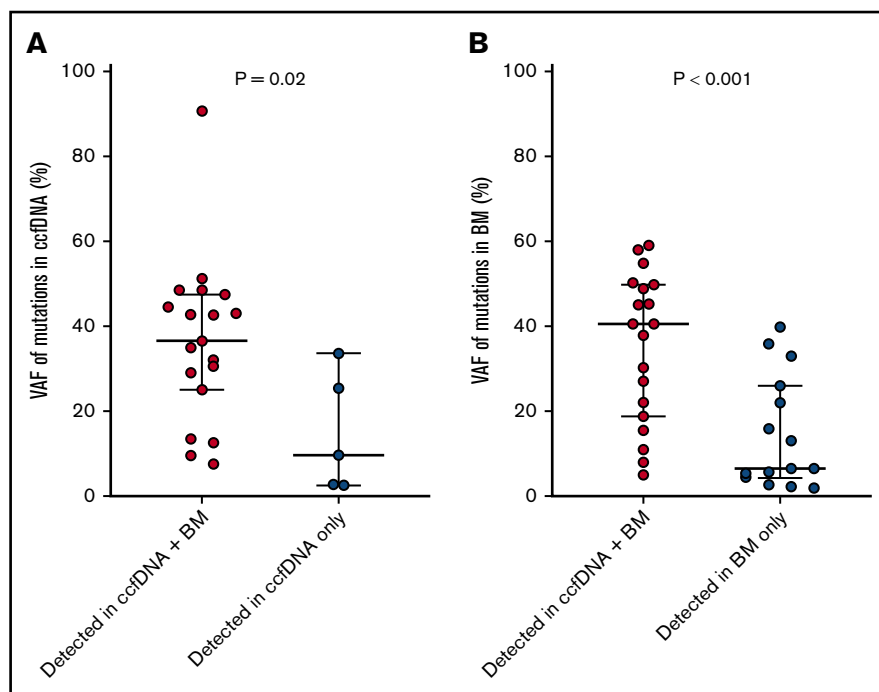 A
P = 0.02
VAF of mutations in ccfDNA (%)
100
80
60
40
20
0
Detected in ccfDNA + BM
Detected in ccfDNA only
B
P < 0.001
VAF of mutations in BM (%)
100
80
60
40
20
0
Detected in ccfDNA + BM
Detected in BM only